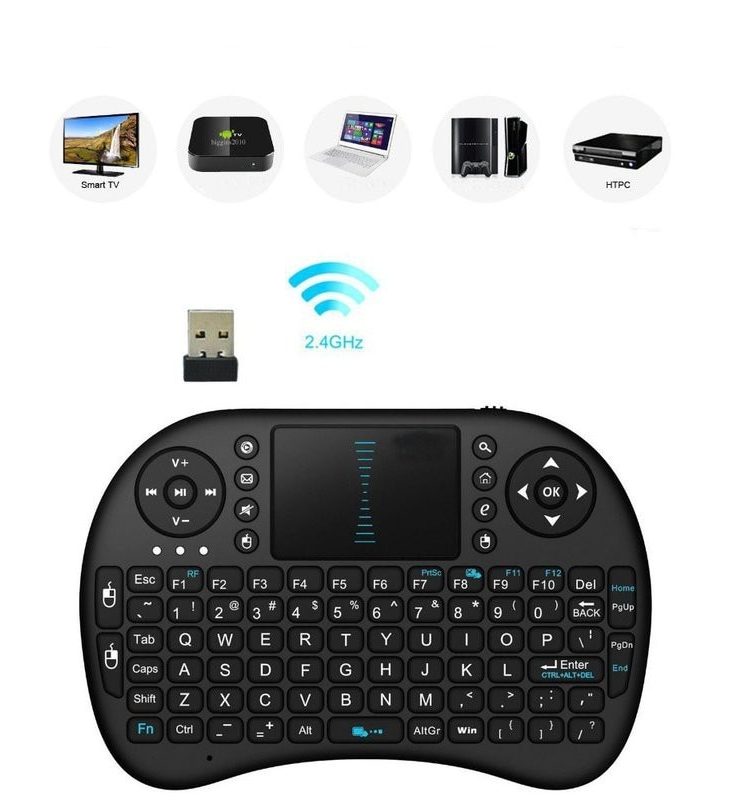 TV
biggins2010
Smart TV
HTPC
2.4GHz
V+
V−
OK
Esc F1 RF F2 F3 F4 F5 F6 F7 PrtSc F8 F9 F11 F10 F12 Del Home
~ ` 1 ! 2 @ 3 # 4 $ 5 % 6 ^ 7 & 8 * 9 ( 0 ) BACK PgUp
Tab Q W E R T Y U I O P \ ¦ PgDn
Caps A S D F G H J K L Enter End
CTRL+ALT+DEL
Shift Z X C V B N M , < . > ; : ' "
Fn Ctrl - _ = + Alt AltGr Win [ { ] } / ?